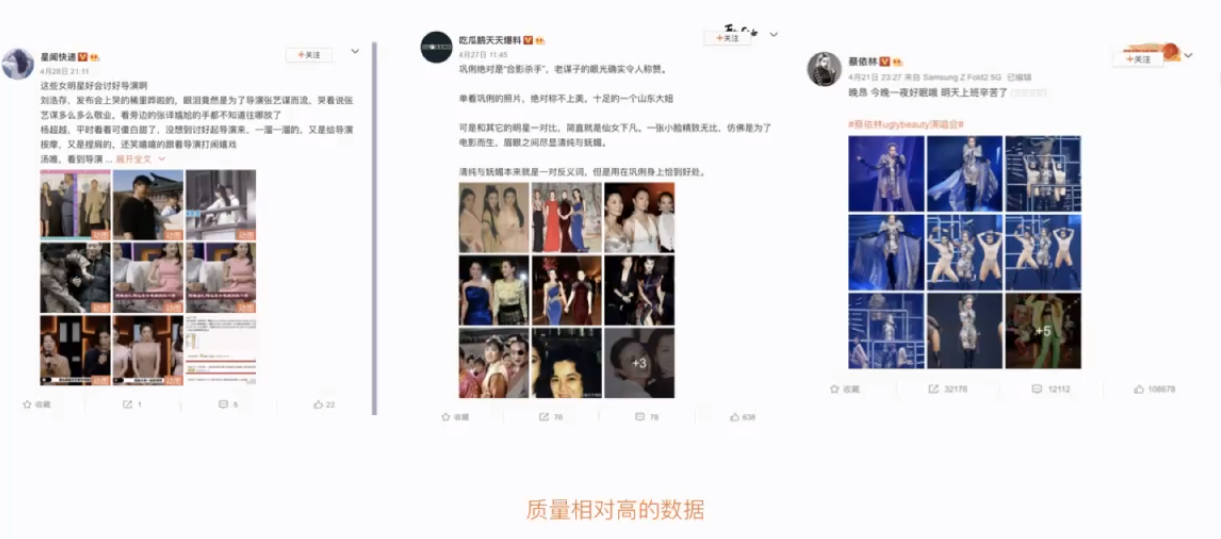 星闻快递
+关注
4月28日 21:11
这些女明星好会讨好导演啊
刘浩存，发布会上哭的稀里哗啦的，眼泪竟然是为了导演张艺谋而流，哭着说张
艺谋多么多么敬业。看旁边的张译尴尬的手都不知道往哪放了
杨超越，平时看着可傻白甜了，没想到讨好起导演来，一溜一溜的，又是给导演
按摩，又是捏肩的，还笑嘻嘻的跟着导演打闹嬉戏
汤唯，看到导演 ... 展开全文
动图
动图
动图
动图
动图
收藏
1
5
22
吃瓜鹅天天爆料
+关注
4月27日 11:45
巩俐绝对是“合影杀手”，老谋子的眼光确实令人称赞。
单看巩俐的照片，绝对称不上美，十足的一个山东大妞
可是和其它的明星一对比，简直就是仙女下凡。一张小脸精致无比，仿佛是为了
电影而生，眉眼之间尽显清纯与妩媚。
清纯与妩媚本来就是一对反义词，但是用在巩俐身上恰到好处。
+3
收藏
78
78
638
蔡依林
+关注
4月21日 23:27 来自 Samsung Z Fold2 5G 已编辑
晚安 今晚一夜好眠哦 明天上班辛苦了
#蔡依林uglybeauty演唱会#
+5
收藏
32176
12112
108678
质量相对高的数据